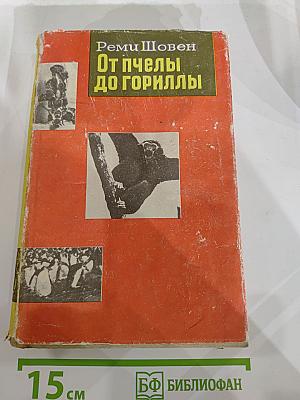 Реми Шовен
От пчелы
до гориллы
15 см
БФ БИБЛИОФАН